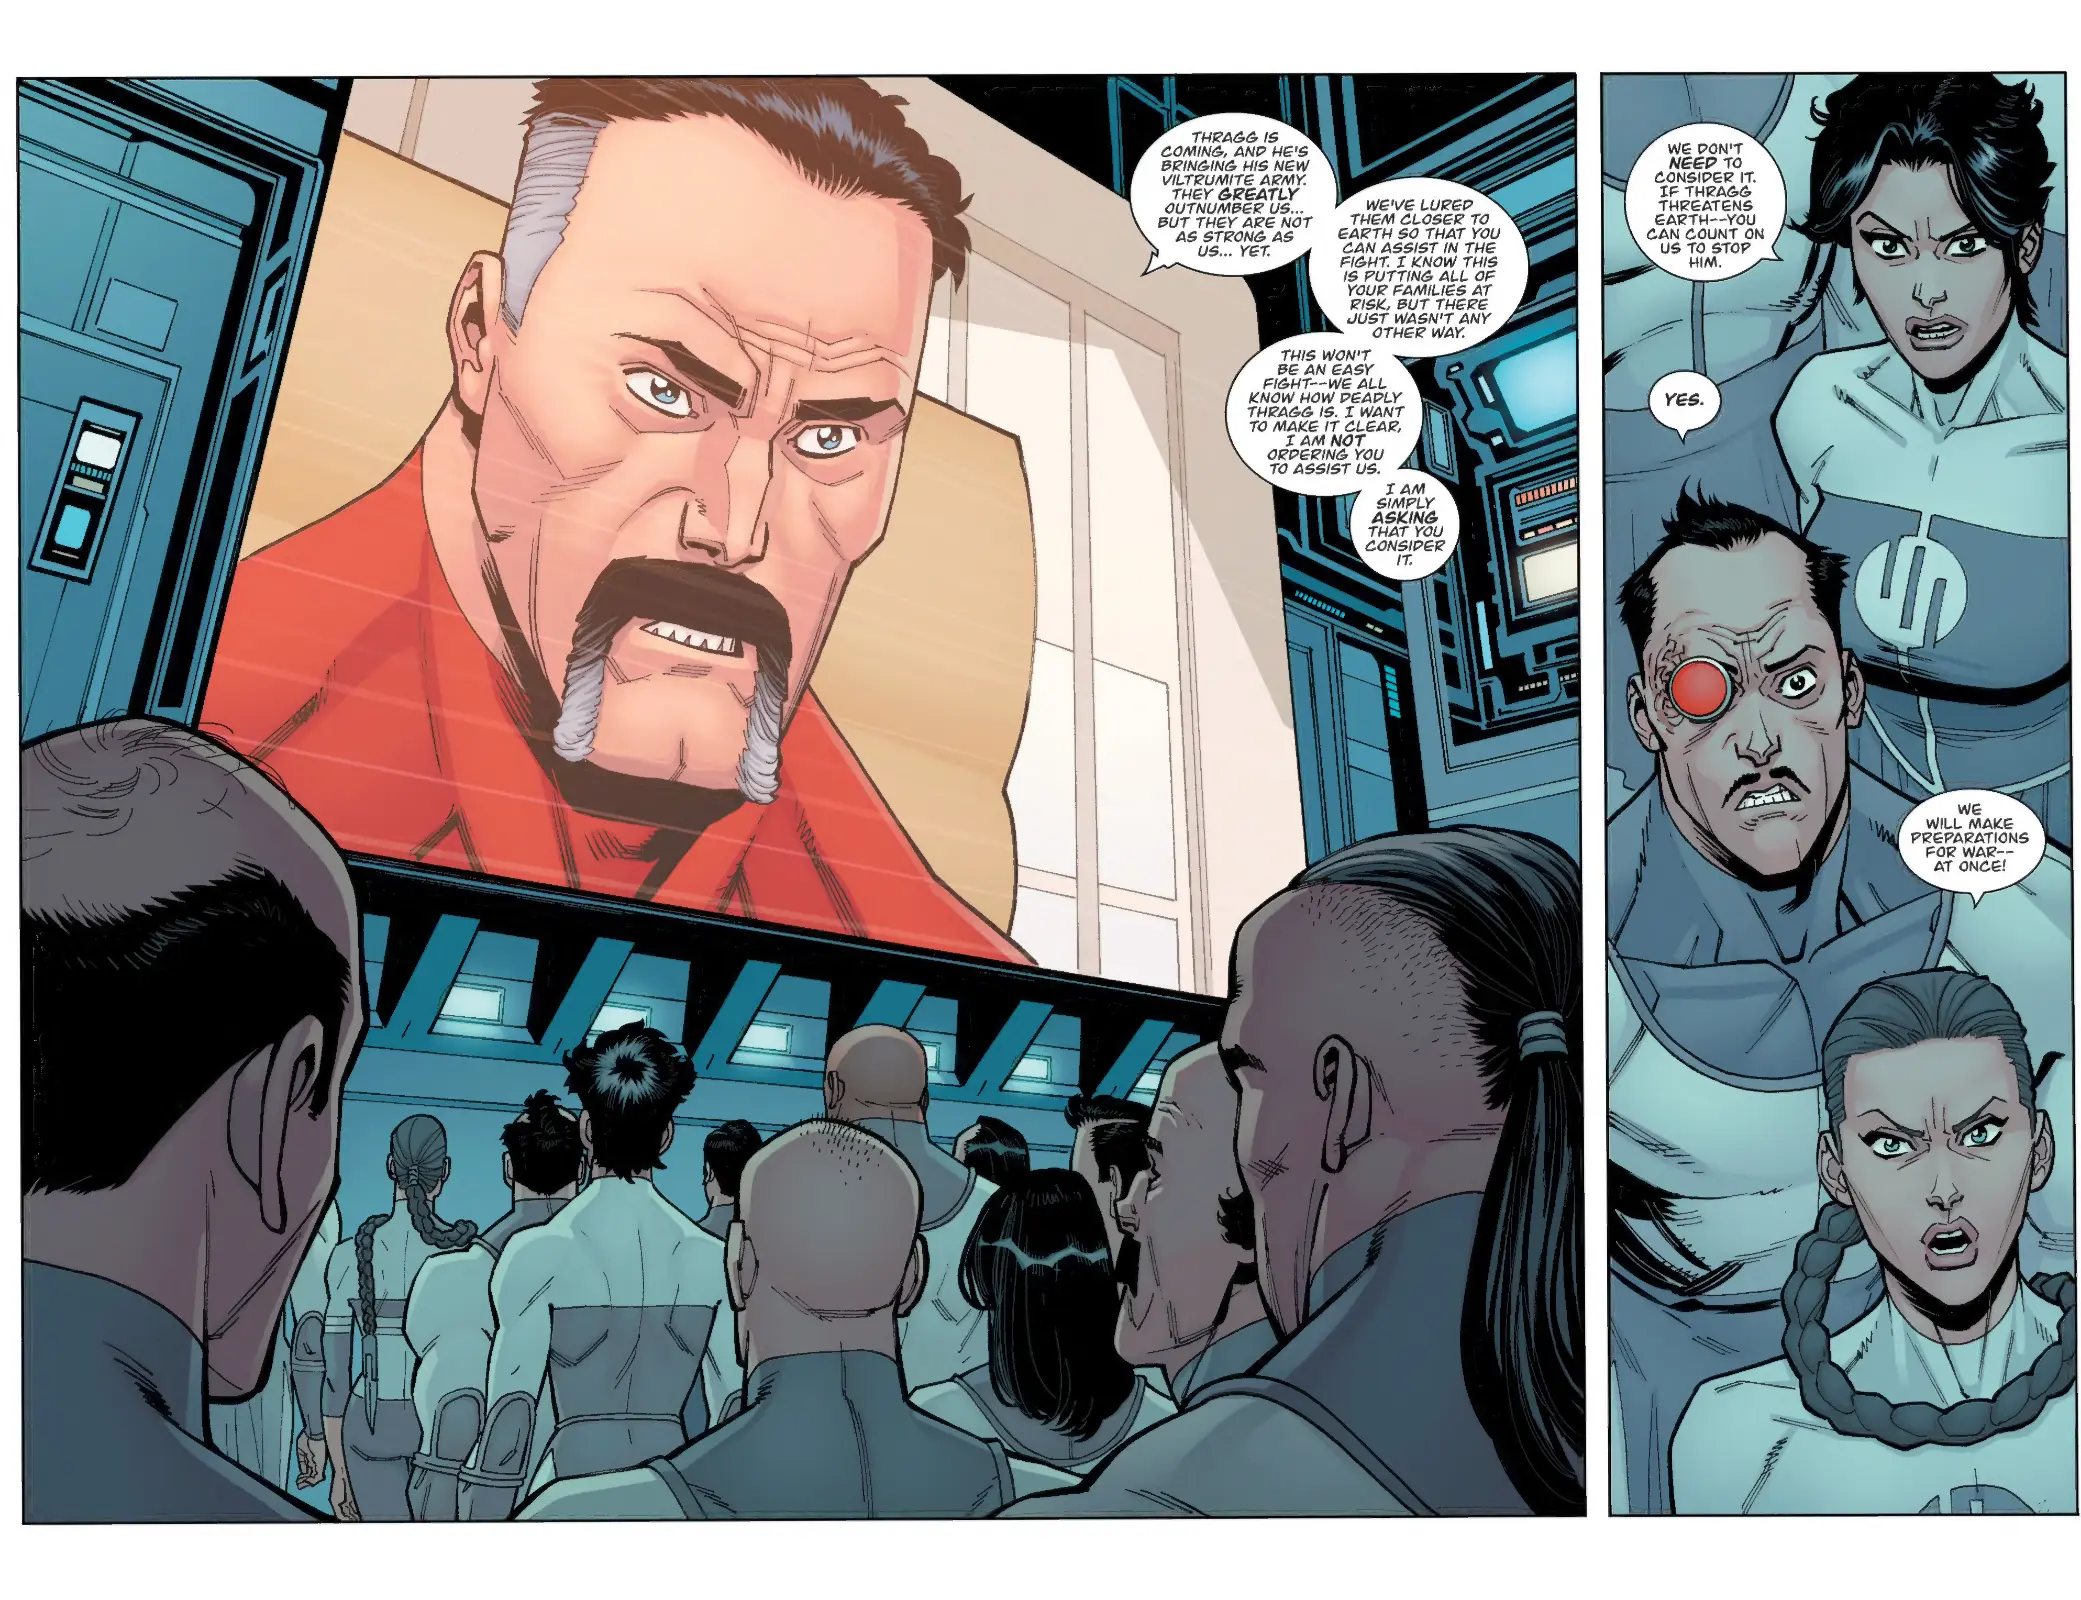 THRAGG IS
COMING, AND HE'S
BRINGING HIS NEW
VILTRUMITE ARMY.
THEY GREATLY
OUTNUMBER US...
BUT THEY ARE NOT
AS STRONG AS
US... YET.
WE'VE LURED
THEM CLOSER TO
EARTH SO THAT YOU
CAN ASSIST IN THE
FIGHT. I KNOW THIS
IS PUTTING ALL OF
YOUR FAMILIES AT
RISK, BUT THERE
JUST WASN'T ANY
OTHER WAY.
THIS WON'T
BE AN EASY
FIGHT--WE ALL
KNOW HOW DEADLY
THRAGG IS. I WANT
TO MAKE IT CLEAR,
I AM NOT
ORDERING YOU
TO ASSIST US.
I AM
SIMPLY
ASKING
THAT YOU
CONSIDER
IT.
WE DON'T
NEED TO
CONSIDER IT.
IF THRAGG
THREATENS
EARTH--YOU
CAN COUNT ON
US TO STOP
HIM.
YES.
WE
WILL MAKE
PREPARATIONS
FOR WAR--
AT ONCE!